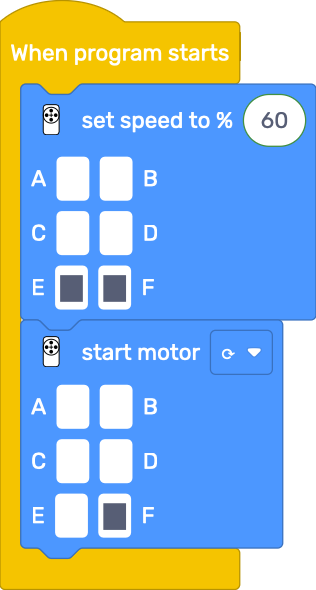 When program starts
set speed to % 60
A B
C D
E F
start motor
A B
C D
E F